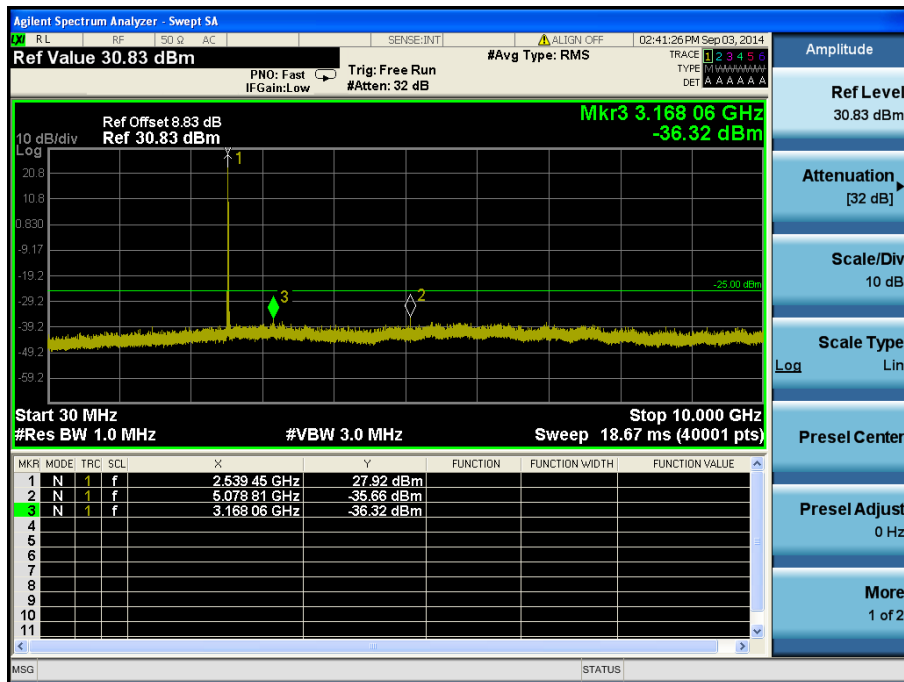 Agilent Spectrum Analyzer - Swept SA
LXI RL RF 50 Ω AC SENSE:INT ALIGN OFF 02:41:26 PM Sep 03, 2014
Ref Value 30.83 dBm
PNO: Fast
IFGain:Low
Trig: Free Run
#Atten: 32 dB
#Avg Type: RMS
TRACE 1 2 3 4 5 6
TYPE M WWWWW
DET A A A A A A
Mkr3 3.168 06 GHz
-36.32 dBm
Ref Offset 8.83 dB
10 dB/div Ref 30.83 dBm
Log
1
20.8
10.8
0.830
-9.17
-19.2
-25.00 dBm
-29.2
3
2
-39.2
-49.2
-59.2
Start 30 MHz Stop 10.000 GHz
#Res BW 1.0 MHz #VBW 3.0 MHz Sweep 18.67 ms (40001 pts)
MKR MODE TRC SCL X Y FUNCTION FUNCTION WIDTH FUNCTION VALUE
1 N 1 f 2.539 45 GHz 27.92 dBm
2 N 1 f 5.078 81 GHz -35.66 dBm
3 N 1 f 3.168 06 GHz -36.32 dBm
4
5
6
7
8
9
10
11
MSG STATUS
Amplitude
Ref Level
30.83 dBm
Attenuation
[32 dB]
Scale/Div
10 dB
Scale Type
Log Lin
Presel Center
Presel Adjust
0 Hz
More
1 of 2